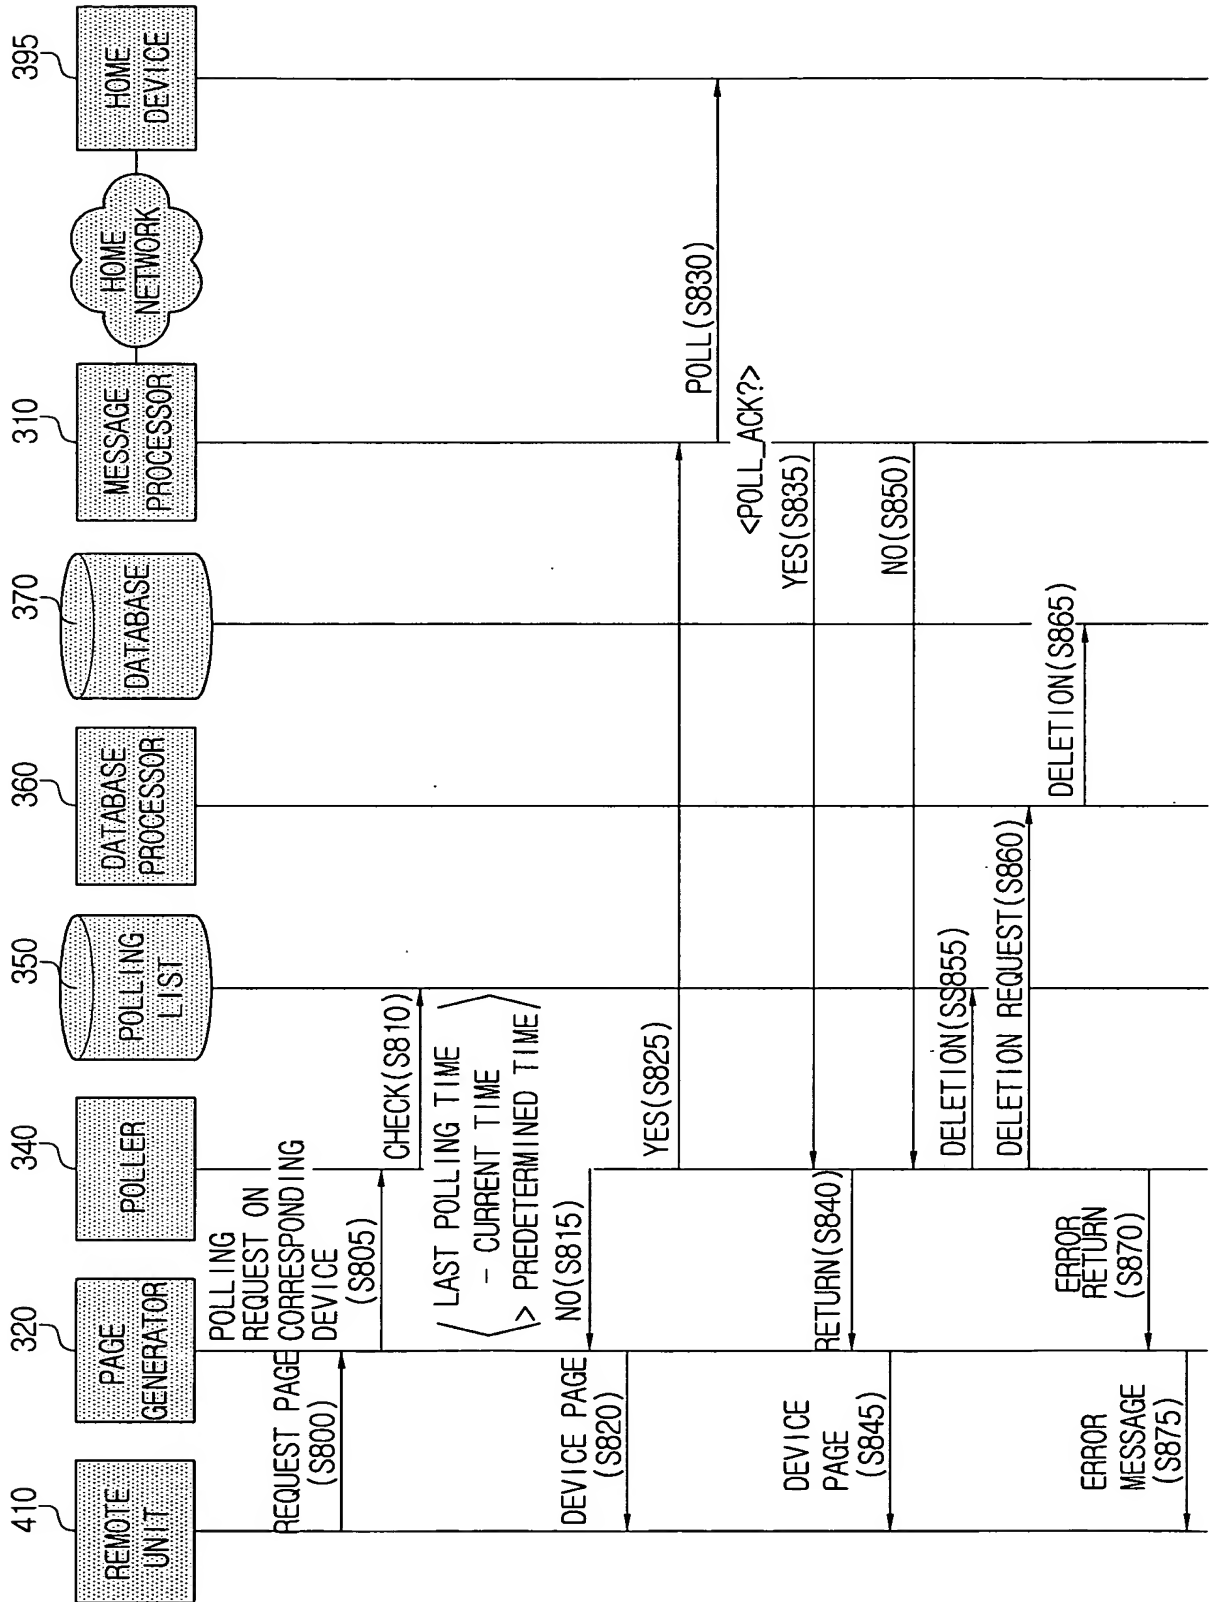 410
REMOTE
UNIT
320
PAGE
GENERATOR
340
POLLER
350
POLLING
LIST
360
DATABASE
PROCESSOR
370
DATABASE
310
MESSAGE
PROCESSOR
HOME
NETWORK
395
HOME
DEVICE
REQUEST PAGE
(S800)
POLLING
REQUEST ON
CORRESPONDING
DEVICE
(S805)
CHECK(S810)
LAST POLLING TIME
- CURRENT TIME
> PREDETERMINED TIME
NO(S815)
DEVICE PAGE
(S820)
YES(S825)
POLL(S830)
<POLL_ACK?>
YES(S835)
RETURN(S840)
DEVICE
PAGE
(S845)
NO(S850)
DELETION(SS855)
DELETION REQUEST(S860)
DELETION(S865)
ERROR
RETURN
(S870)
ERROR
MESSAGE
(S875)